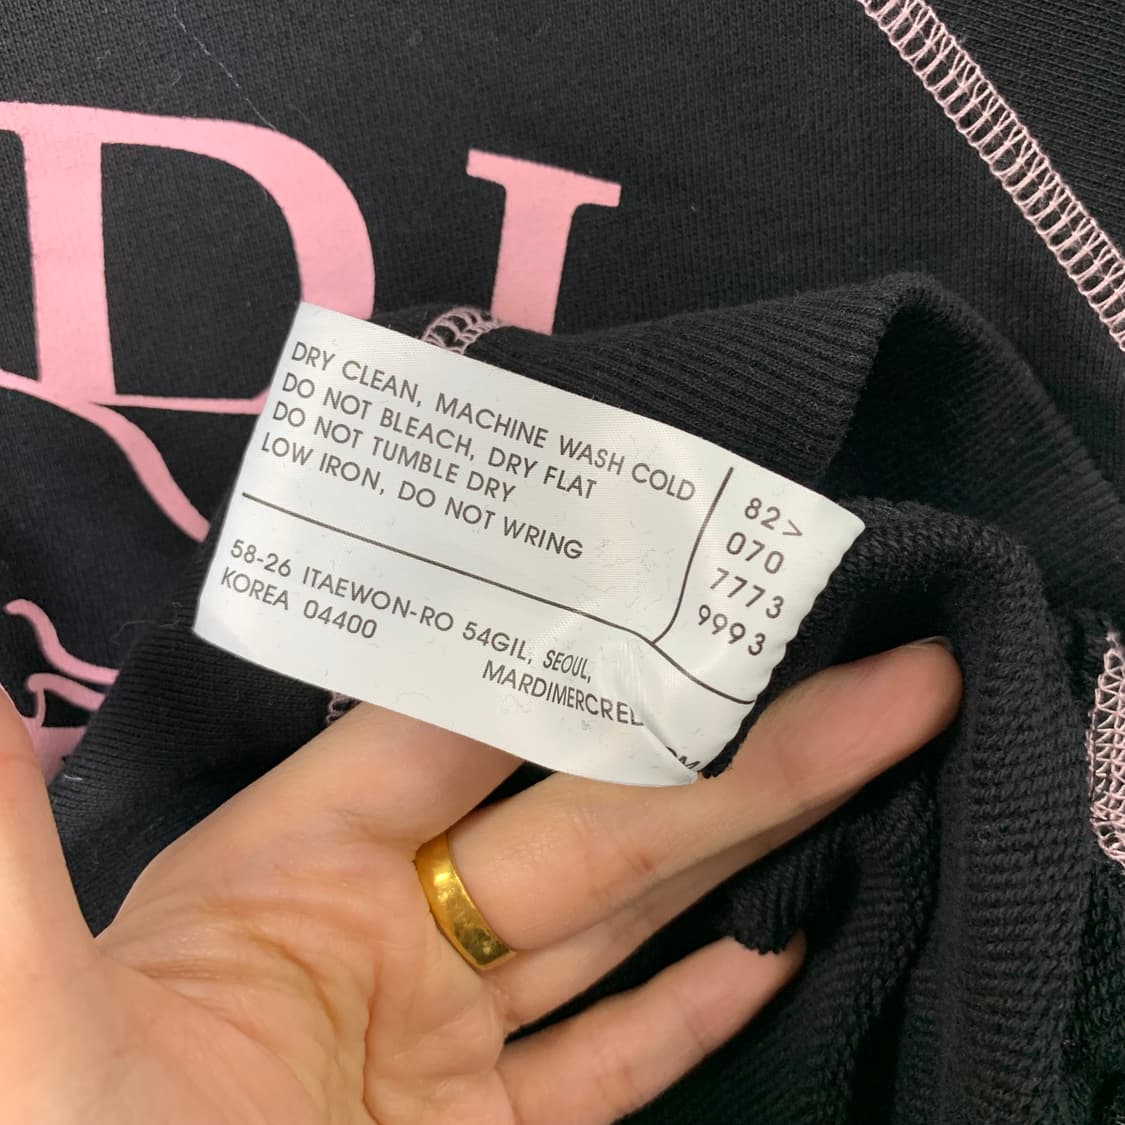 DI
DRY CLEAN, MACHINE WASH COLD
DO NOT BLEACH, DRY FLAT
DO NOT TUMBLE DRY
LOW IRON, DO NOT WRING
82>
070
7773
9993
58-26 ITAEWON-RO 54GIL, SEOUL,
KOREA 04400